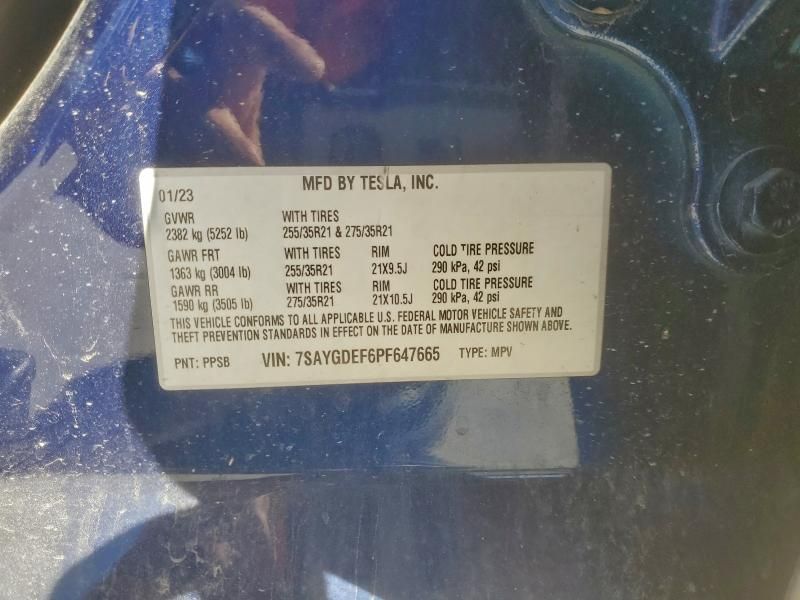 MFD BY TESLA, INC.
01/23
GVWR WITH TIRES
2382 kg (5252 lb) 255/35R21 & 275/35R21
GAWR FRT WITH TIRES RIM COLD TIRE PRESSURE
1363 kg (3004 lb) 255/35R21 21X9.5J 290 kPa, 42 psi
GAWR RR WITH TIRES RIM COLD TIRE PRESSURE
1590 kg (3505 lb) 275/35R21 21X10.5J 290 kPa, 42 psi
THIS VEHICLE CONFORMS TO ALL APPLICABLE U.S. FEDERAL MOTOR VEHICLE SAFETY AND
THEFT PREVENTION STANDARDS IN EFFECT ON THE DATE OF MANUFACTURE SHOWN ABOVE.
PNT: PPSB VIN: 7SAYGDEF6PF647665 TYPE: MPV